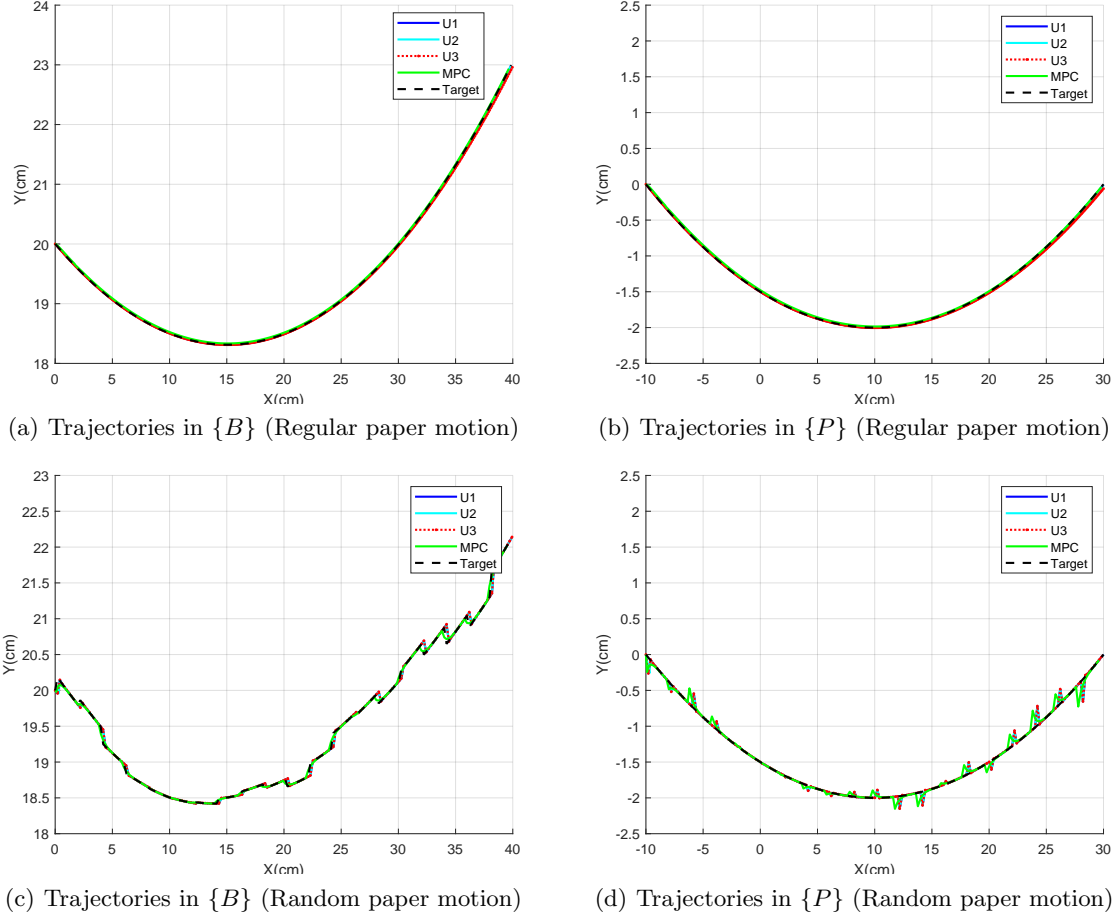 24
23
22
21
20
19
18
Y(cm)
0 5 10 15 20 25 30 35 40
X(cm)
U1
U2
U3
MPC
Target
2.5
2
1.5
1
0.5
0
-0.5
-1
-1.5
-2
-2.5
Y(cm)
-10 -5 0 5 10 15 20 25 30
X(cm)
U1
U2
U3
MPC
Target
(a) Trajectories in {B} (Regular paper motion)
(b) Trajectories in {P} (Regular paper motion)
23
22.5
22
21.5
21
20.5
20
19.5
19
18.5
18
Y(cm)
0 5 10 15 20 25 30 35 40
X(cm)
U1
U2
U3
MPC
Target
2.5
2
1.5
1
0.5
0
-0.5
-1
-1.5
-2
-2.5
Y(cm)
-10 -5 0 5 10 15 20 25 30
X(cm)
U1
U2
U3
MPC
Target
(c) Trajectories in {B} (Random paper motion)
(d) Trajectories in {P} (Random paper motion)